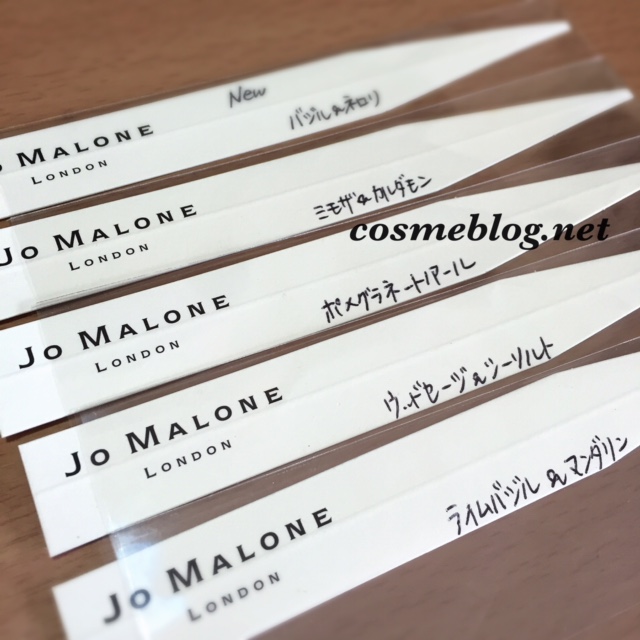 New
Jo MALONE
バジル&ネロリ
LONDON
Jo MALONE
ミモザ&カルダモン
LONDON
cosmeblog.net
Jo MALONE
ポメグラネートノアール
LONDON
Jo MALONE
ウッドセージ&シーソルト
LONDON
Jo MALONE
ライムバジル&マンダリン
LONDON